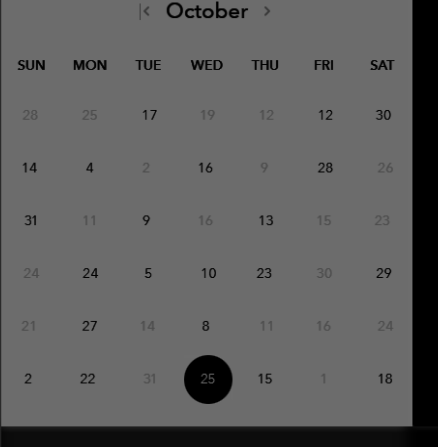 |< October >
SUN MON TUE WED THU FRI SAT
28 25 17 19 12 12 30
14 4 2 16 9 28 26
31 11 9 16 13 15 23
24 24 5 10 23 30 29
21 27 14 8 11 16 24
2 22 31 25 15 1 18